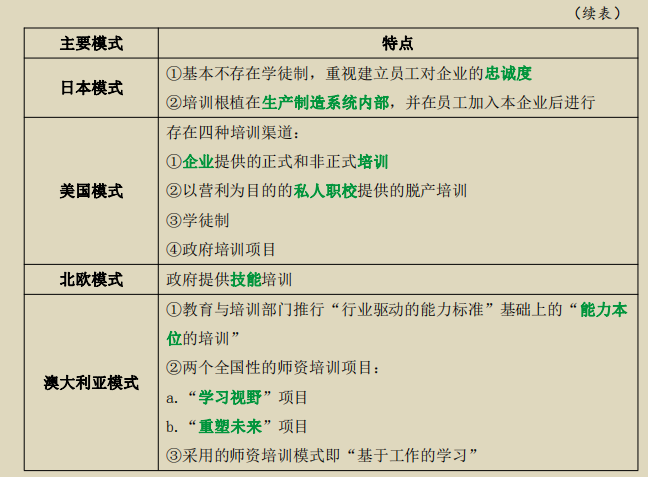 （续表）
主要模式 特点
日本模式
①基本不存在学徒制，重视建立员工对企业的忠诚度
②培训根植在生产制造系统内部，并在员工加入本企业后进行
美国模式
存在四种培训渠道：
①企业提供的正式和非正式培训
②以营利为目的的私人职校提供的脱产培训
③学徒制
④政府培训项目
北欧模式 政府提供技能培训
澳大利亚模式
①教育与培训部门推行“行业驱动的能力标准”基础上的“能力本
位的培训”
②两个全国性的师资培训项目：
a. “学习视野”项目
b. “重塑未来”项目
③采用的师资培训模式即“基于工作的学习”